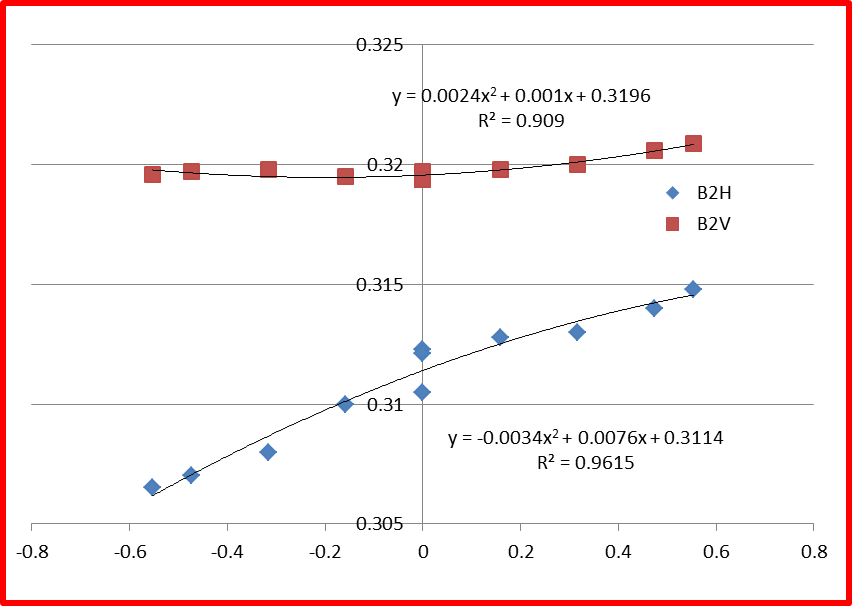 0.325
y = 0.0024x² + 0.001x + 0.3196
R² = 0.909
0.32
B2H
B2V
0.315
0.31
y = -0.0034x² + 0.0076x + 0.3114
R² = 0.9615
0.305
-0.8 -0.6 -0.4 -0.2 0 0.2 0.4 0.6 0.8